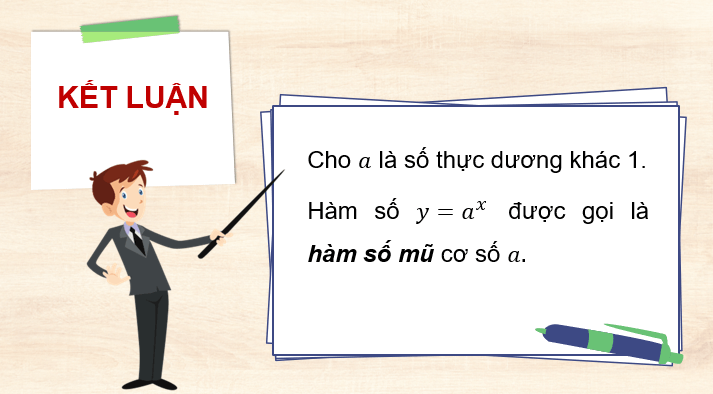 KẾT LUẬN
Cho 𝑎 là số thực dương khác 1.
Hàm số 𝑦 = 𝑎ˣ được gọi là
hàm số mũ cơ số 𝑎.